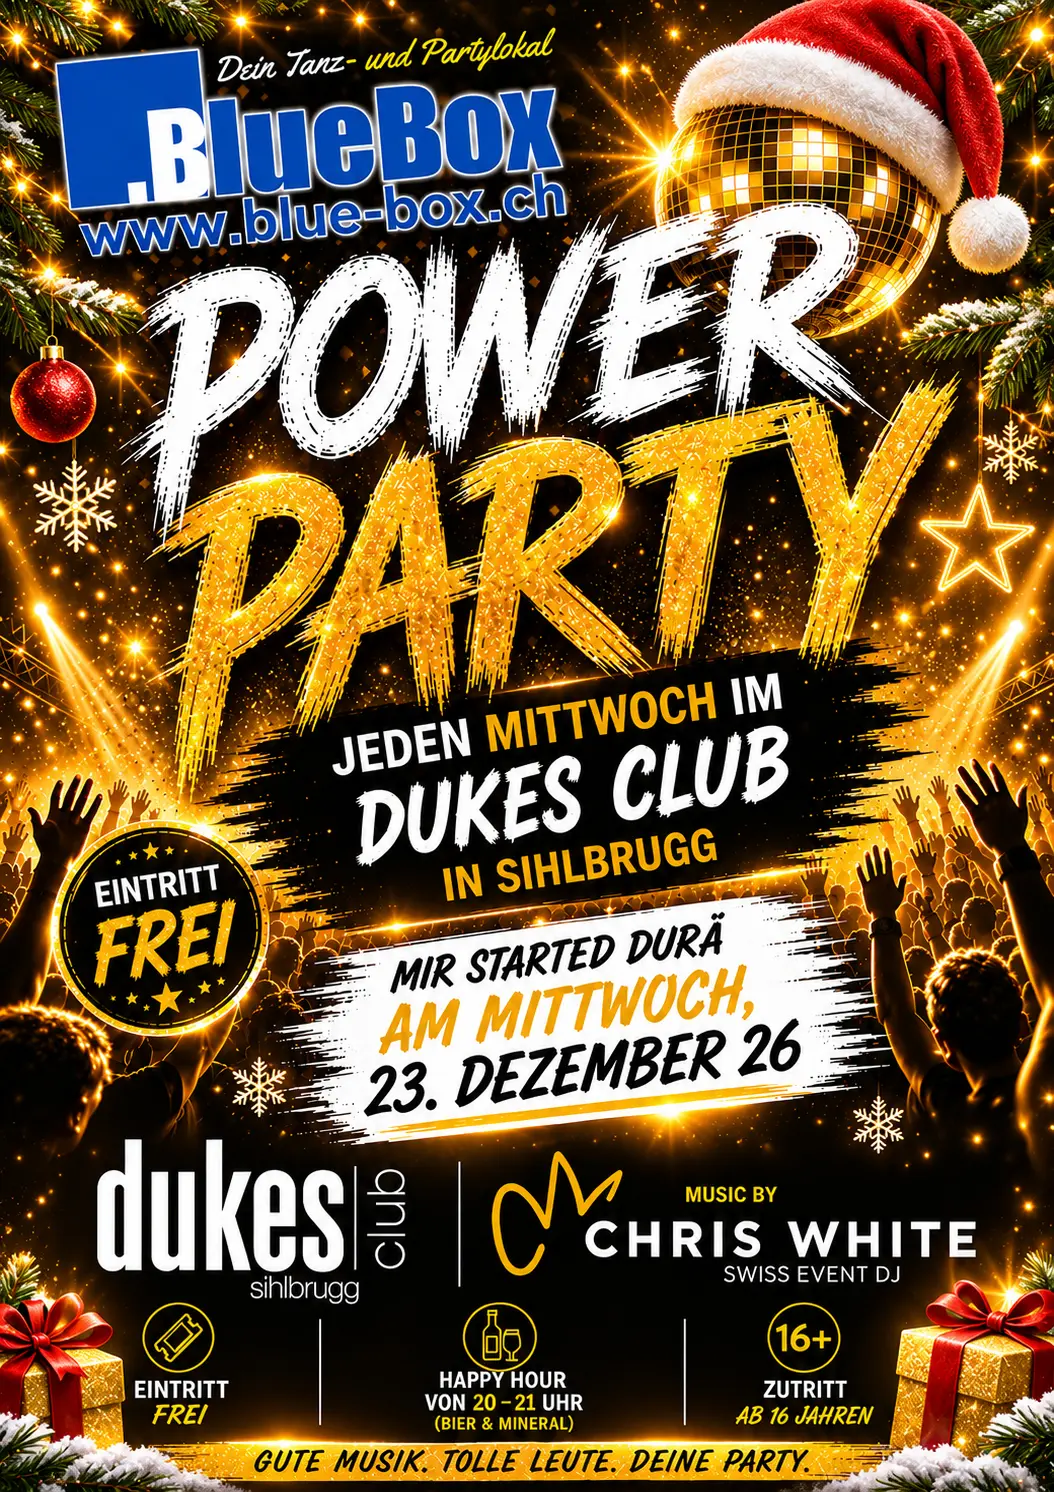 Dein Tanz- und Partylokal
.BlueBox
www.blue-box.ch
POWER
PARTY
JEDEN MITTWOCH IM
DUKES CLUB
IN SIHLBRUGG
EINTRITT
FREI
MIR STARTED DURÄ
AM MITTWOCH,
23. DEZEMBER 26
dukes club
sihlbrugg
MUSIC BY
CHRIS WHITE
SWISS EVENT DJ
EINTRITT
FREI
HAPPY HOUR
VON 20 – 21 UHR
(BIER & MINERAL)
16+
ZUTRITT
AB 16 JAHREN
GUTE MUSIK. TOLLE LEUTE. DEINE PARTY.